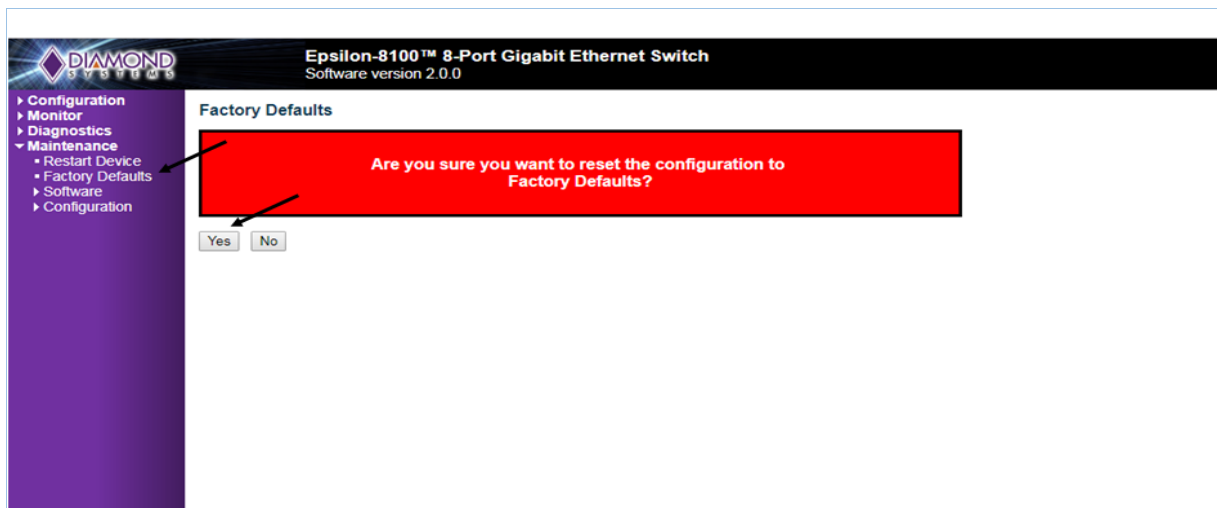 DIAMOND
SYSTEMS
Epsilon-8100™ 8-Port Gigabit Ethernet Switch
Software version 2.0.0
Configuration
Monitor
Diagnostics
Maintenance
Restart Device
Factory Defaults
Software
Configuration
Factory Defaults
Are you sure you want to reset the configuration to
Factory Defaults?
Yes No